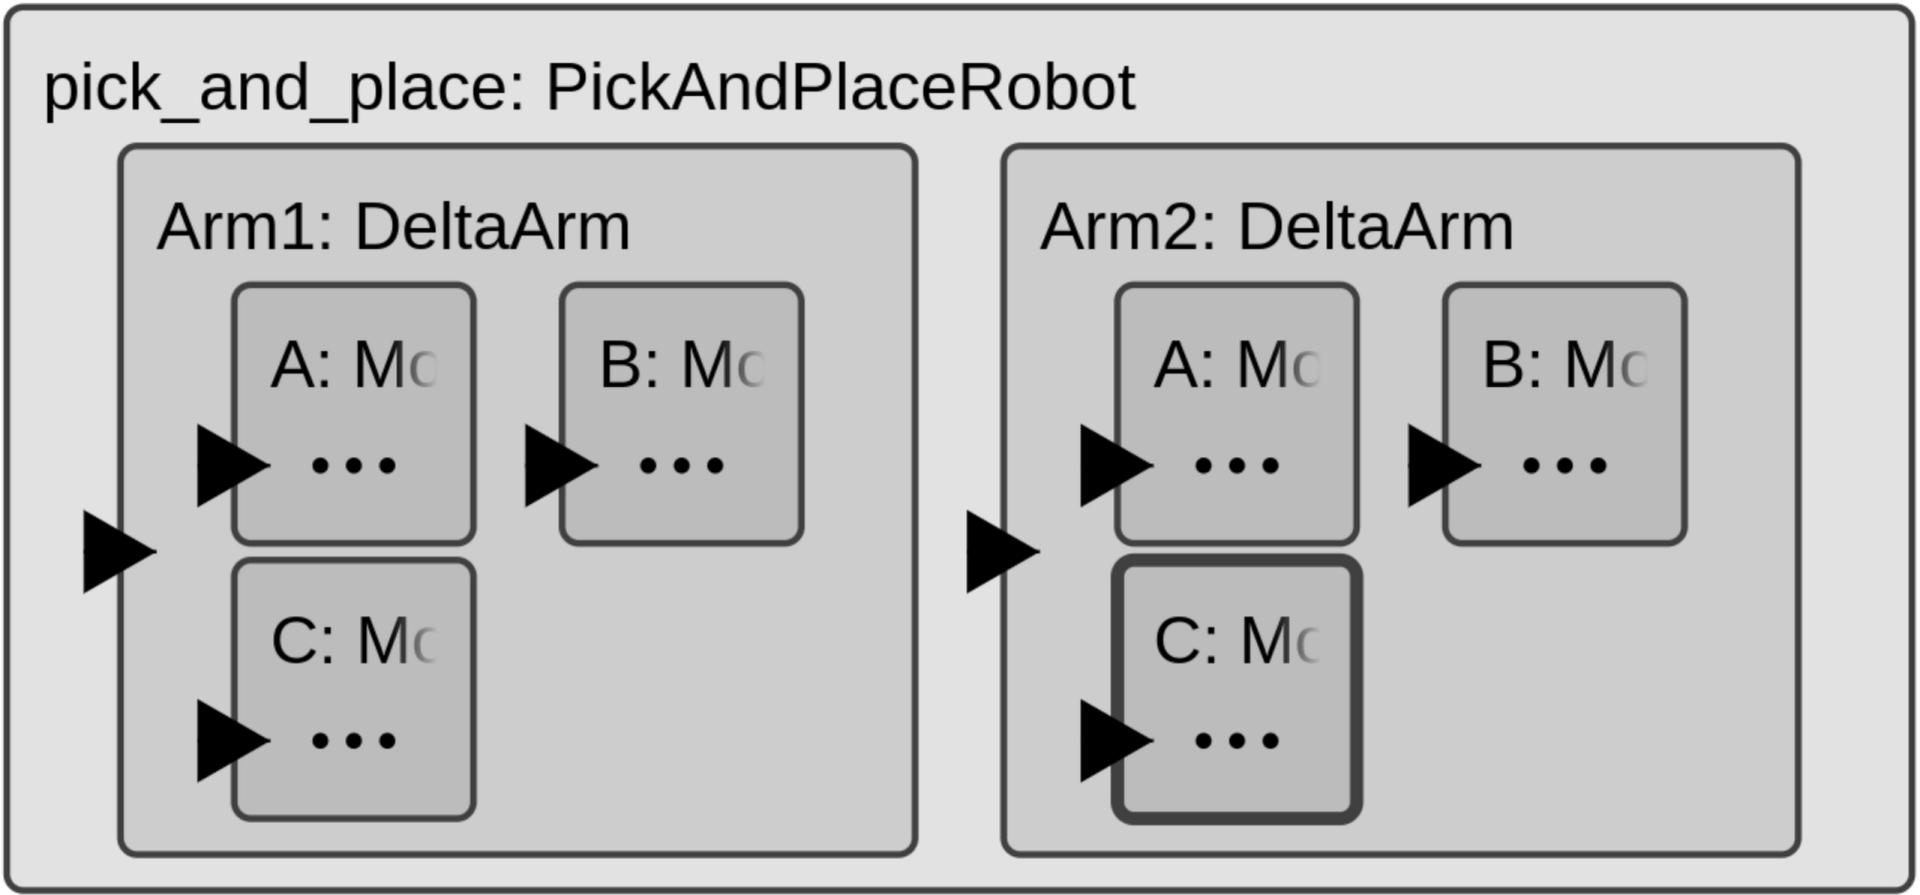 pick_and_place: PickAndPlaceRobot
Arm1: DeltaArm
A: Mo
B: Mo
C: Mo
Arm2: DeltaArm
A: Mo
B: Mo
C: Mo